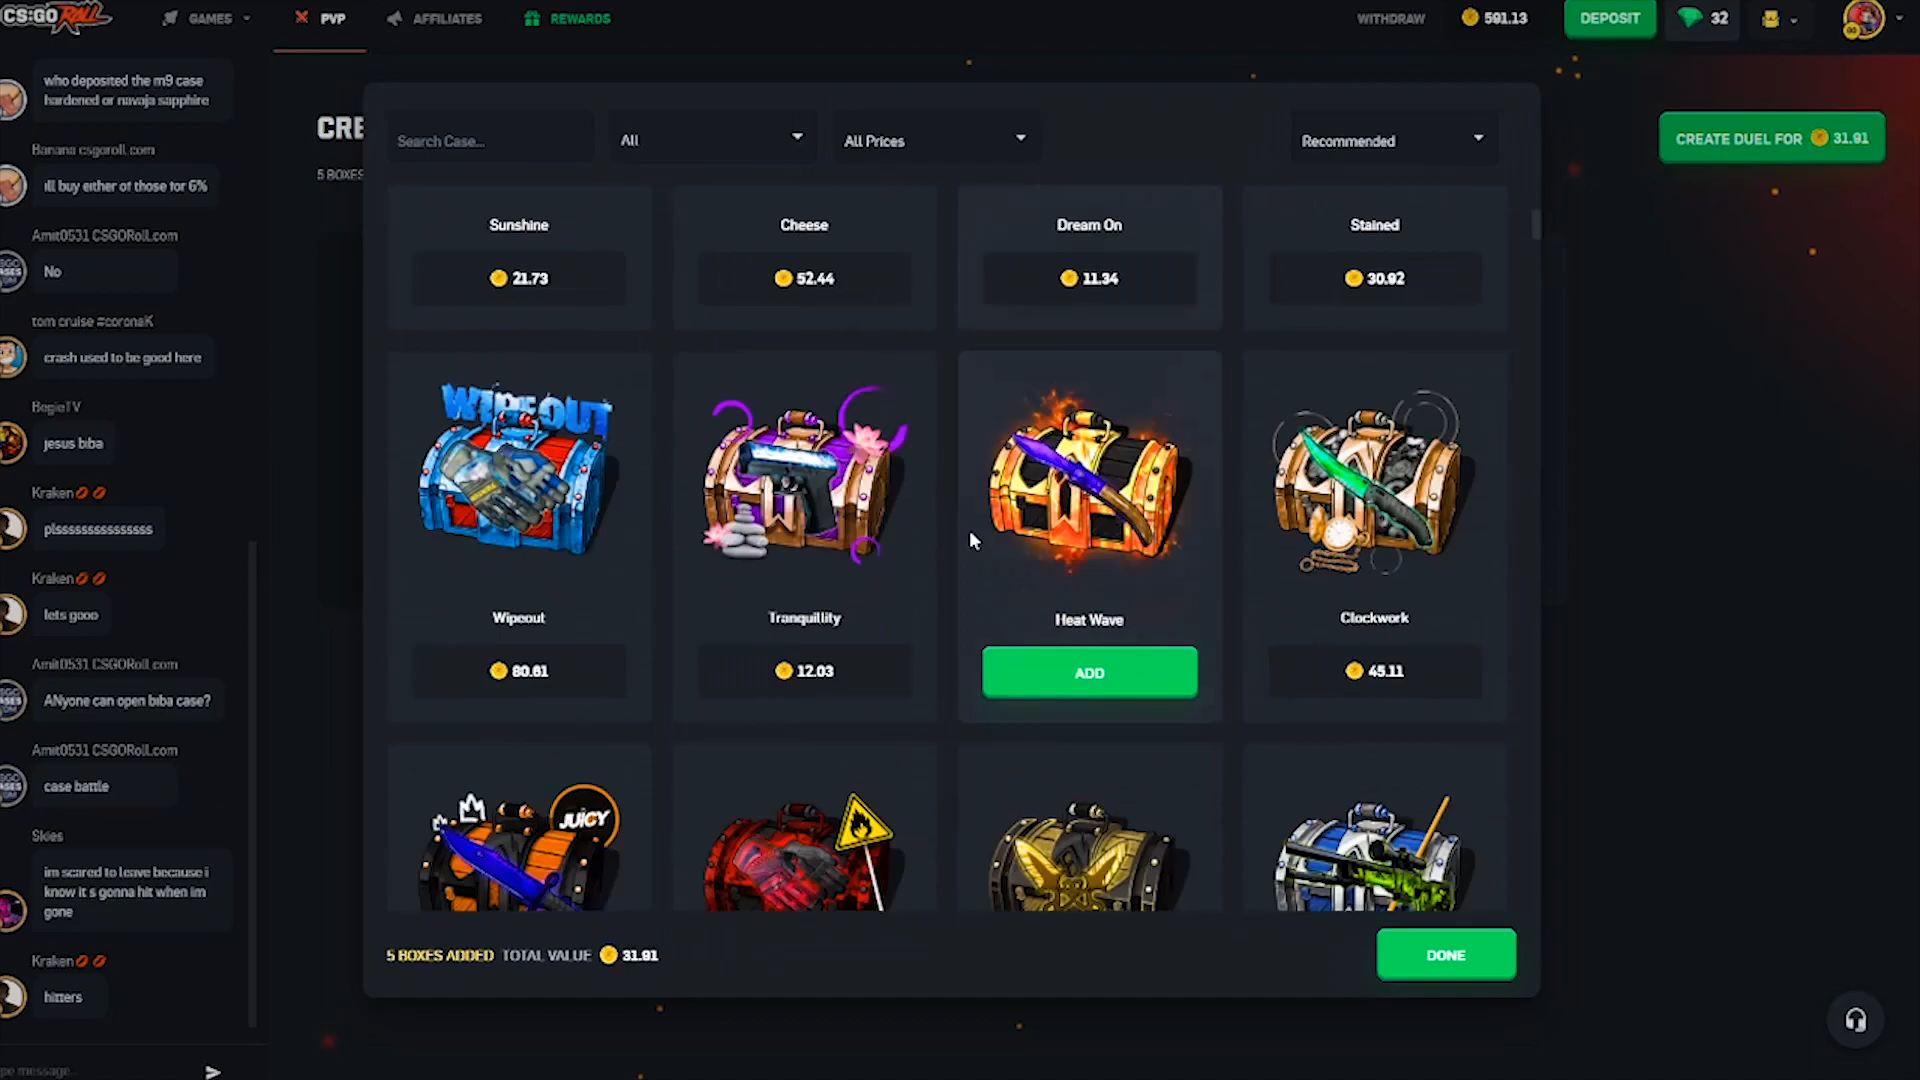 CS:GO ROLL
GAMES
PVP
AFFILIATES
REWARDS
WITHDRAW
591.13
DEPOSIT
32
who deposited the m9 case
hardened or navaja sapphire
Banana csgoroll.com
ill buy either of those for 6%
Amit0531 CSGORoll.com
No
tom cruise #coronaK
crash used to be good here
BegieTV
jesus biba
Kraken
plsssssssssssssss
Kraken
lets gooo
Amit0531 CSGORoll.com
ANyone can open biba case?
Amit0531 CSGORoll.com
case battle
Skies
im scared to leave because i
know it s gonna hit when im
gone
Kraken
hitters
pe message...
CRE
5 BOXES
CREATE DUEL FOR 31.91
Search Case...
All
All Prices
Recommended
Sunshine
21.73
Cheese
52.44
Dream On
11.34
Stained
30.92
WIPEOUT
Wipeout
80.61
Tranquillity
12.03
Heat Wave
ADD
Clockwork
45.11
JUICY
5 BOXES ADDED TOTAL VALUE 31.91
DONE